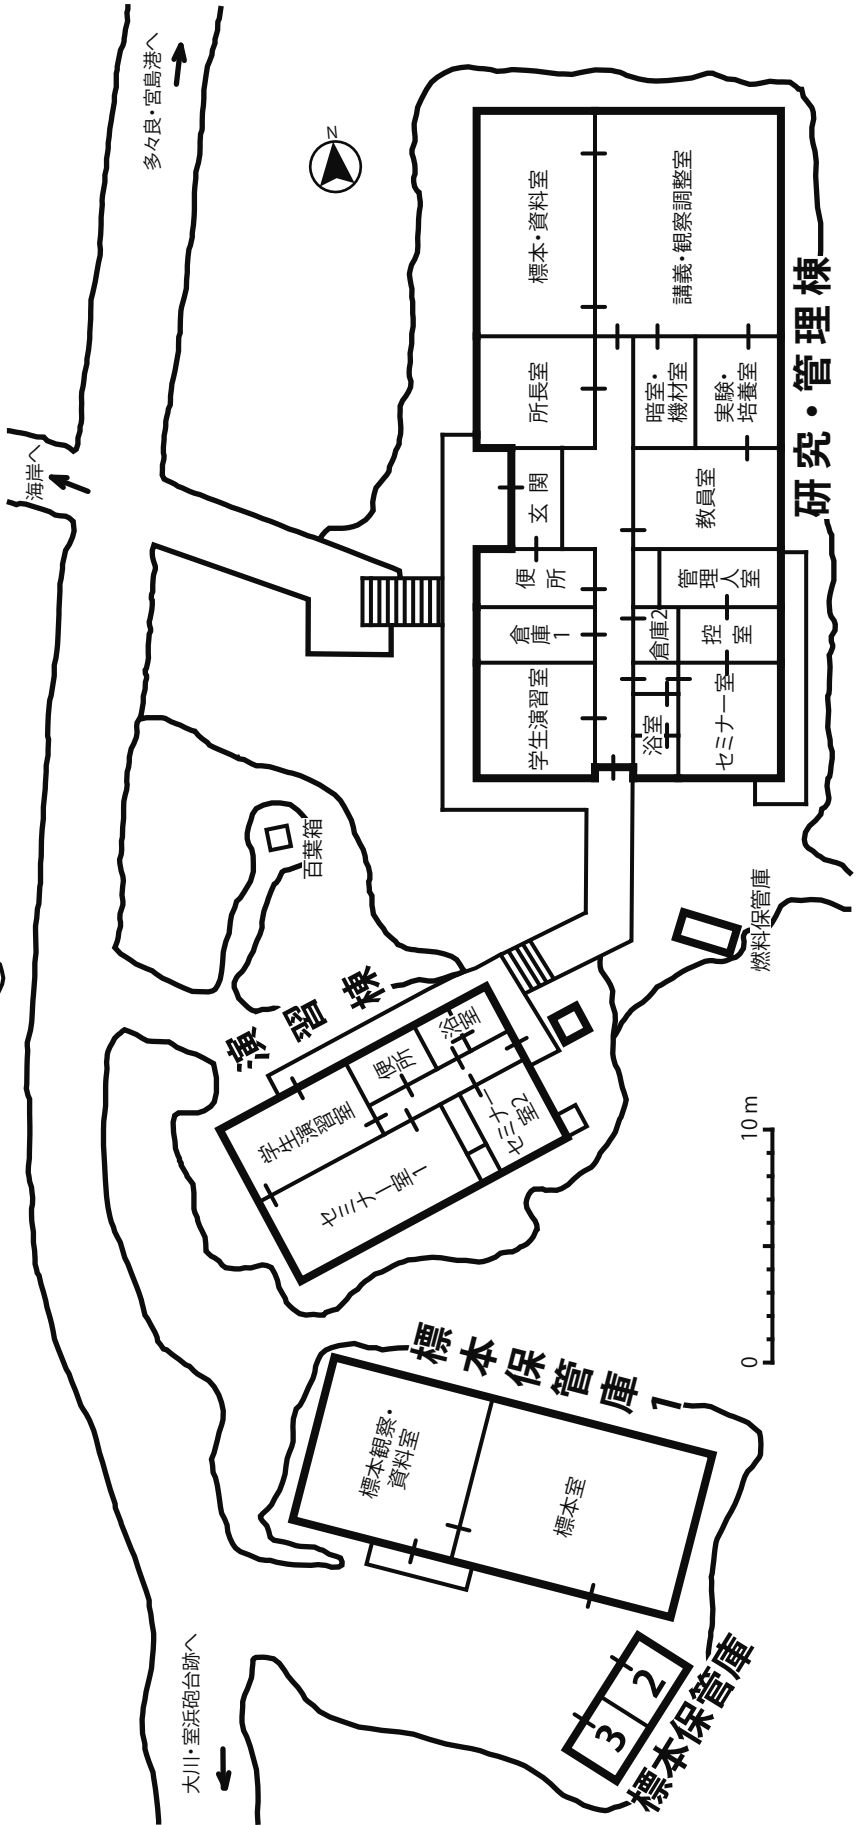 多々良・宮島港へ
N
海岸へ
標本・資料室
講義・観察調整室
所長室
暗室・
機材室
実験・
培養室
研究・管理棟
玄関
教員室
便所
管理人室
倉庫1
倉庫2
控室
学生演習室
浴室
セミナー室
百葉箱
燃料保管庫
演習棟
学生演習室
便所
浴室
セミナー室1
セミナー
室2
0
10 m
標本保管庫1
標本観察・
資料室
標本室
大川・室浜砲台跡へ
3
2
標本保管庫